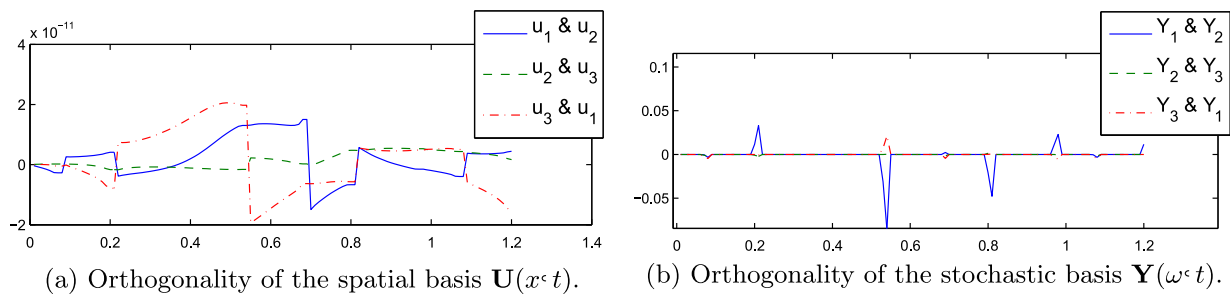 × 10⁻¹¹
4
2
0
−2
0 0.2 0.4 0.6 0.8 1 1.2 1.4
u₁ & u₂
u₂ & u₃
u₃ & u₁
(a) Orthogonality of the spatial basis U(x‘ t).
0.1
0.05
0
−0.05
0 0.2 0.4 0.6 0.8 1 1.2 1.4
Y₁ & Y₂
Y₂ & Y₃
Y₃ & Y₁
(b) Orthogonality of the stochastic basis Y(ω‘ t).